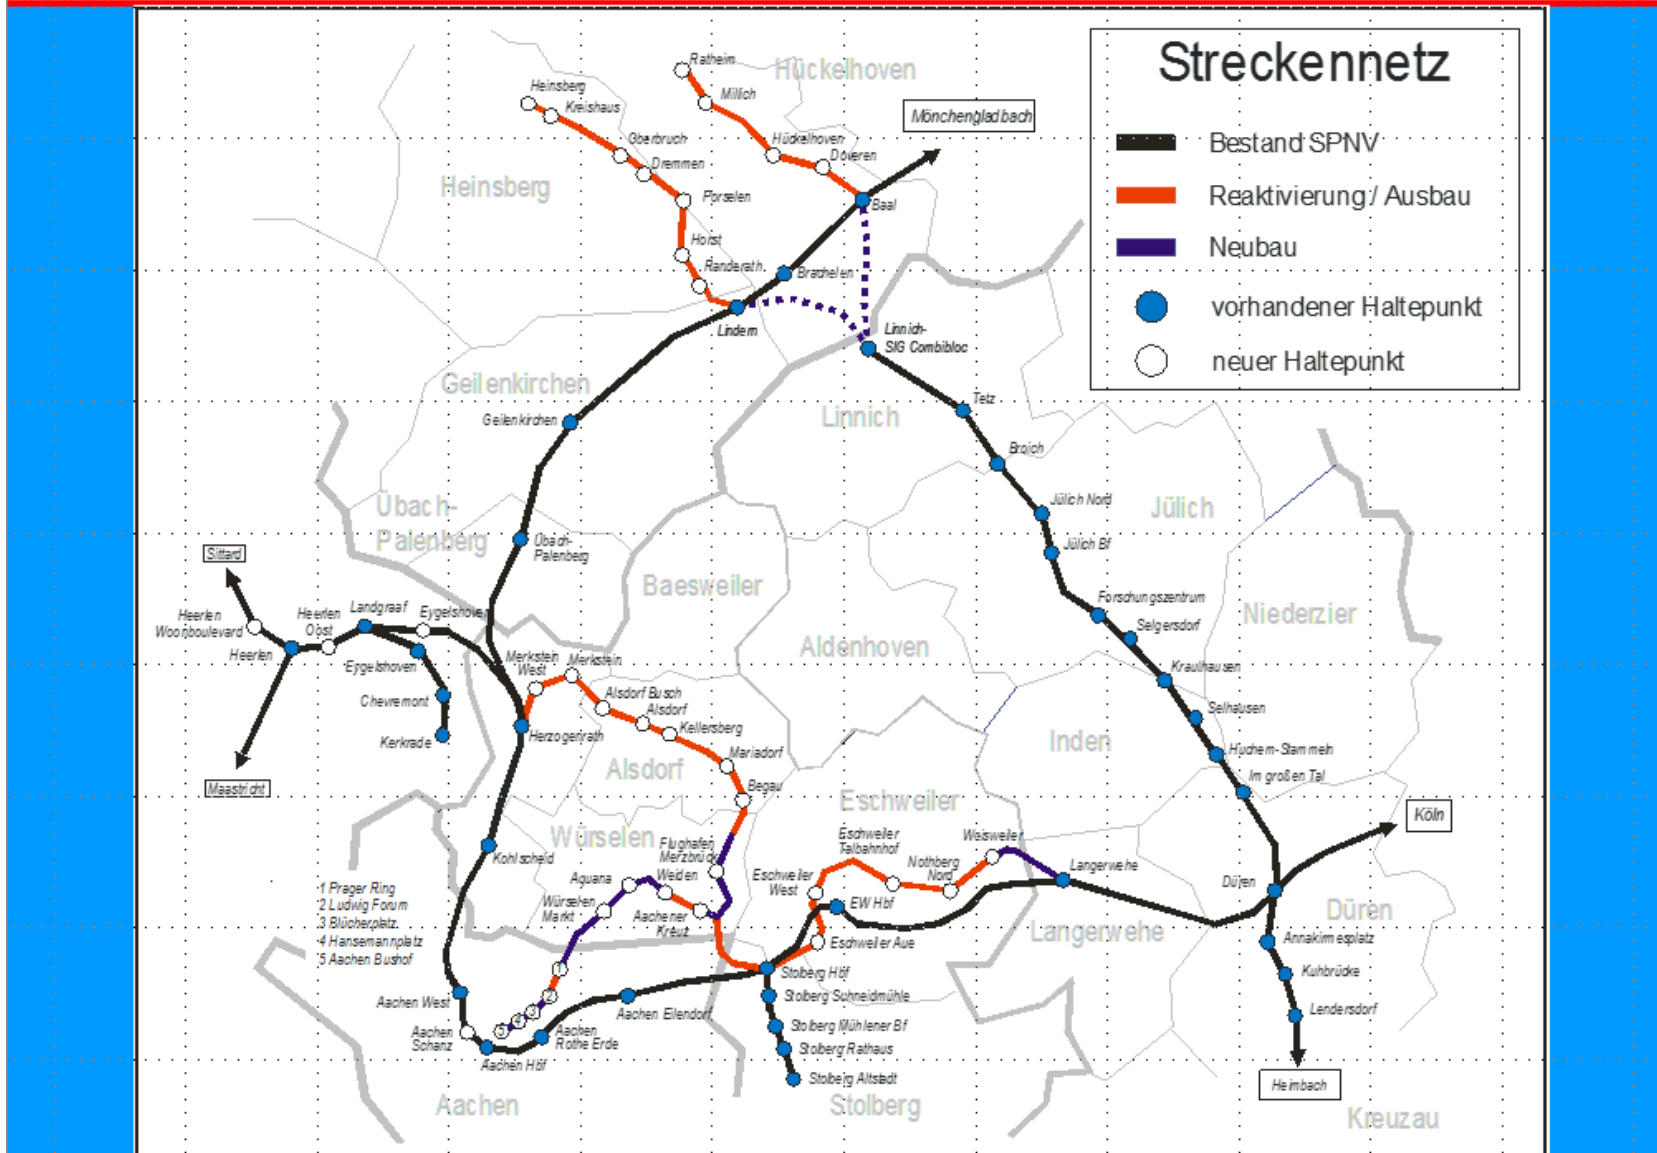 Streckennetz
Bestand SPNV
Reaktivierung / Ausbau
Neubau
vorhandener Haltepunkt
neuer Haltepunkt
Ratheim
Hückelhoven
Heinsberg
Millich
Kreishaus
Mönchengladbach
Oberbruch
Hückelhoven
Doveren
Dremmen
Heinsberg
Porselen
Baal
Horst
Randerath
Brachelen
Lindern
Linnich-
SIG Combibloc
Geilenkirchen
Tetz
Geilenkirchen
Linnich
Broich
Übach-
Palenberg
Jülich Nord
Jülich
Übach-
Palenberg
Jülich Bf
Sittard
Baesweiler
Heerlen
Woonboulevard
Heerlen
Oost
Landgraaf
Eygelshoven
Forschungszentrum
Selgersdorf
Niederzier
Heerlen
Eygelshoven
Merkstein
West
Merkstein
Aldenhoven
Krauthausen
Chevremont
Alsdorf Busch
Alsdorf
Selhausen
Kerkrade
Herzogenrath
Kellersberg
Inden
Huchem-Stammeln
Mariadorf
Alsdorf
Im großen Tal
Maastricht
Begau
Eschweiler
Köln
Würselen
Eschweiler
Talbahnhof
Weisweiler
Flughafen
Merzbrück
Kohlscheid
Nothberg
Nord
Langerwehe
Aquana
Weiden
Eschweiler
West
Düren
1 Prager Ring
2 Ludwig Forum
3 Blücherplatz
4 Hansemannplatz
5 Aachen Bushof
Würselen
Markt
Aachener
Kreuz
EW Hbf
Düren
Langerwehe
Eschweiler Aue
Annakirmesplatz
1
Stolberg Hbf
Kuhbrücke
2
3
4
5
Aachen West
Stolberg Schneidmühle
Aachen Eilendorf
Lendersdorf
Aachen
Schanz
Aachen
Rothe Erde
Stolberg Mühlener Bf
Stolberg Rathaus
Aachen Hbf
Stolberg Altstadt
Heimbach
Aachen
Stolberg
Kreuzau